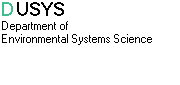 DUSYS
Department of
Environmental Systems Science